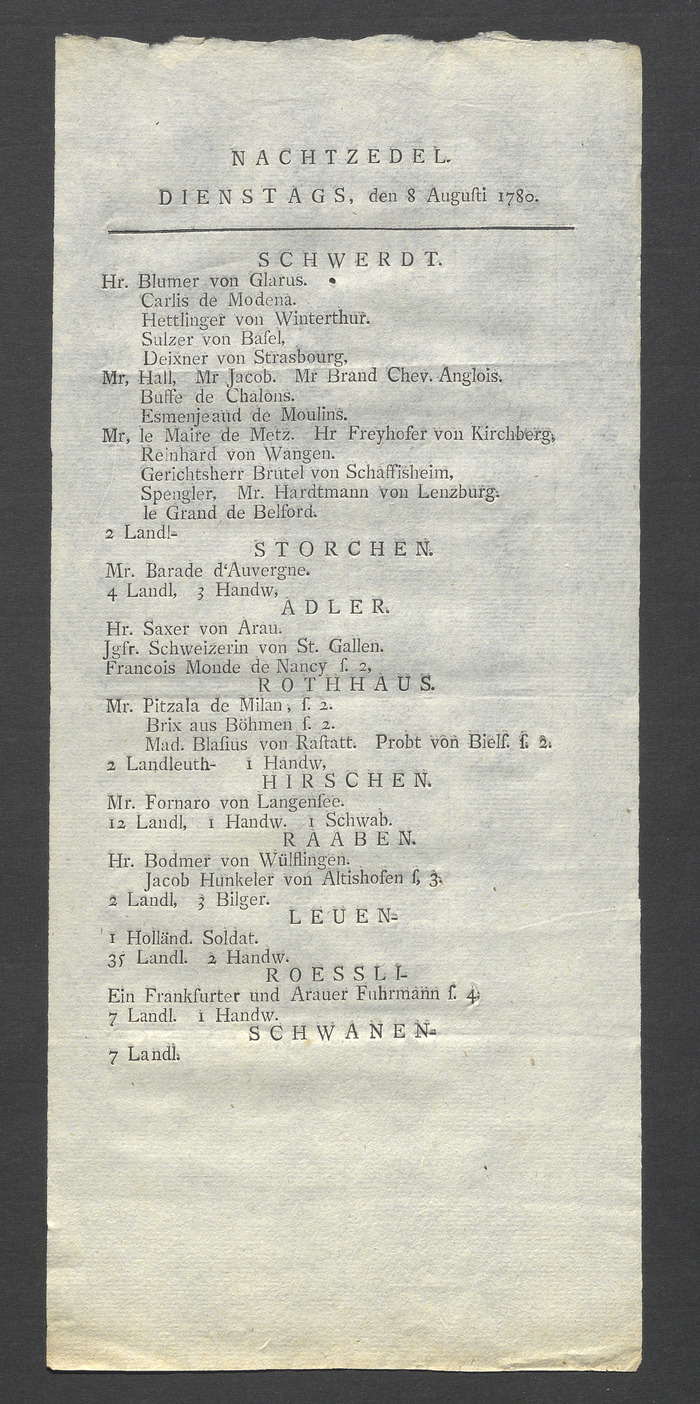 NACHTZEDEL.
DIENSTAGS, den 8 Auguſti 1780.
SCHWERDT.
Hr. Blumer von Glarus.
Carlis de Modena.
Hettlinger von Winterthur.
Sulzer von Baſel,
Deixner von Strasbourg,
Mr, Hall, Mr Jacob. Mr Brand Chev. Anglois.
Buffe de Chalons.
Esmenjeaud de Moulins.
Mr, le Maire de Metz. Hr Freyhofer von Kirchberg,
Reinhard von Wangen.
Gerichtsherr Brutel von Schaffisheim,
Spengler, Mr. Hardtmann von Lenzburg.
le Grand de Belford.
2 Landl-
STORCHEN.
Mr. Barade d'Auvergne.
4 Landl, 3 Handw,
ADLER.
Hr. Saxer von Arau.
Jgfr. Schweizerin von St. Gallen.
Francois Monde de Nancy ſ. 2,
ROTHHAUS.
Mr. Pitzala de Milan, ſ. 2.
Brix aus Böhmen ſ. 2.
Mad. Blaſius von Raſtatt. Probt von Bielf. ſ. 2.
2 Landleuth- 1 Handw,
HIRSCHEN.
Mr. Fornaro von Langenſee.
12 Landl, 1 Handw. 1 Schwab.
RAABEN.
Hr. Bodmer von Wülflingen.
Jacob Hunkeler von Altishofen ſ, 3.
2 Landl, 3 Bilger.
LEUEN-
1 Holländ. Soldat.
35 Landl. 2 Handw.
ROESSLI-
Ein Frankfurter und Arauer Fuhrmann ſ. 4.
7 Landl. 1 Handw.
SCHWANEN-
7 Landl.